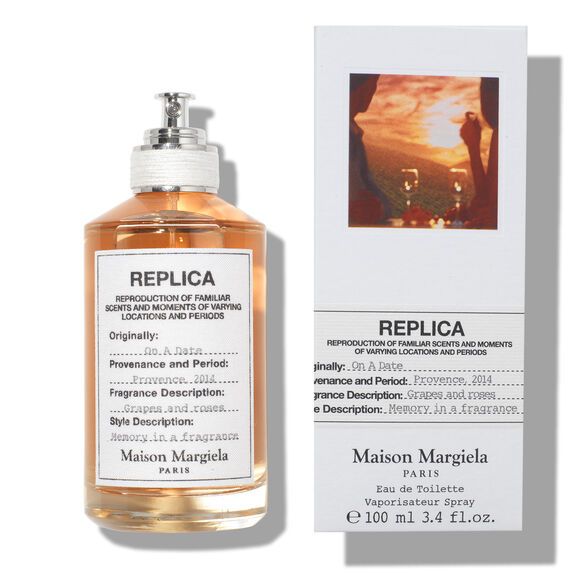 REPLICA
REPRODUCTION OF FAMILIAR
SCENTS AND MOMENTS OF VARYING
LOCATIONS AND PERIODS
Originally:
On A Date
Provenance and Period:
Provence, 2014
Fragrance Description:
Grapes and roses
Style Description:
Memory in a fragrance
Maison Margiela
PARIS
REPLICA
REPRODUCTION OF FAMILIAR SCENTS AND MOMENTS
OF VARYING LOCATIONS AND PERIODS
ginally: On A Date
venance and Period: Provence, 2014
grance Description: Grapes and roses
le Description: Memory in a fragrance
Maison Margiela
PARIS
Eau de Toilette
Vaporisateur Spray
℮ 100 ml 3.4 fl.oz.